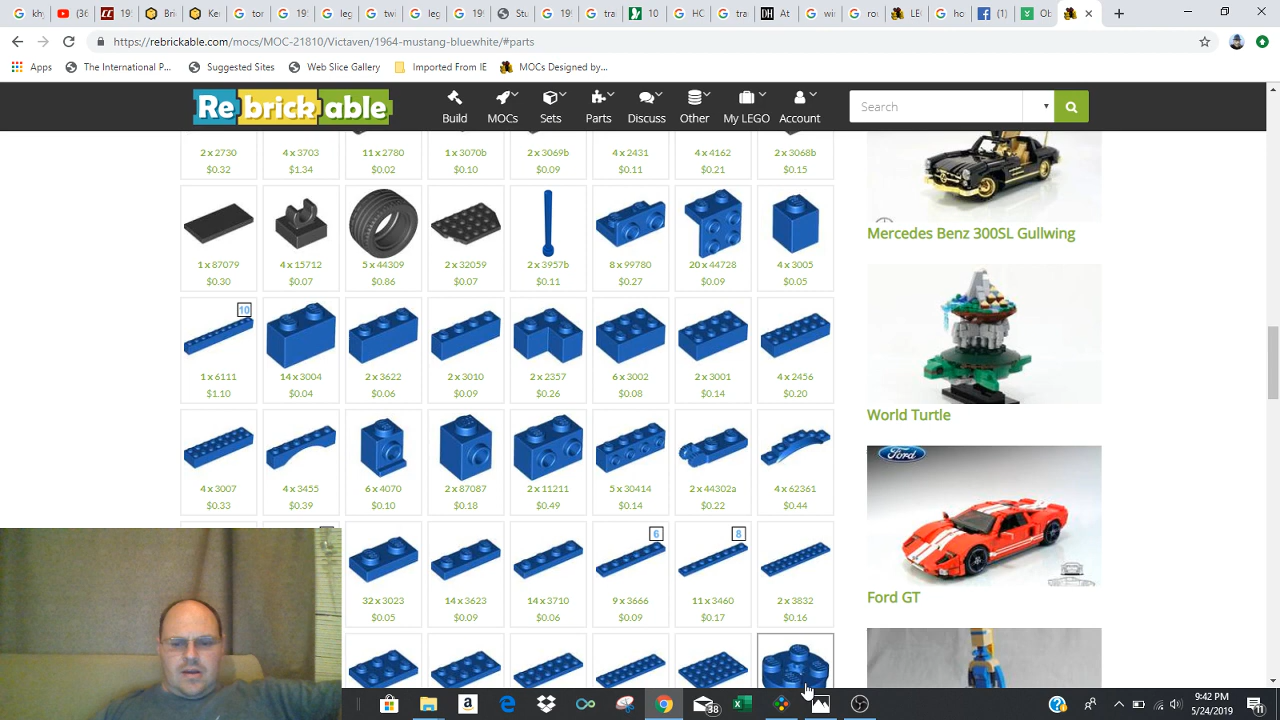 10
https://rebrickable.com/mocs/MOC-21810/Victaven/1964-mustang-bluewhite/#parts
Apps
The International P...
Suggested Sites
Web Slice Gallery
Imported From IE
MOCs Designed by...
Rebrickable
Build
MOCs
Sets
Parts
Discuss
Other
My LEGO
Account
Search
2 x 2730 4 x 3703 11 x 2780 1 x 3070b 2 x 3069b 4 x 2431 4 x 4162 2 x 3068b
$0.32 $1.34 $0.02 $0.10 $0.09 $0.11 $0.21 $0.15
1 x 87079 4 x 15712 5 x 44309 2 x 32059 2 x 3957b 8 x 99780 20 x 44728 4 x 3005
$0.30 $0.07 $0.86 $0.07 $0.11 $0.27 $0.09 $0.05
10
1 x 6111 14 x 3004 2 x 3622 2 x 3010 2 x 2357 6 x 3002 2 x 3001 4 x 2456
$1.10 $0.04 $0.06 $0.09 $0.26 $0.08 $0.14 $0.20
4 x 3007 4 x 3455 6 x 4070 2 x 87087 2 x 11211 5 x 30414 2 x 44302a 4 x 62361
$0.33 $0.39 $0.10 $0.18 $0.49 $0.14 $0.22 $0.44
6 8
32 x 3023 14 x 3623 14 x 3710 9 x 3666 11 x 3460 2 x 3832
$0.05 $0.09 $0.06 $0.09 $0.17 $0.16
Mercedes Benz 300SL Gullwing
World Turtle
Ford
Ford GT
38
9:42 PM
5/24/2019
11